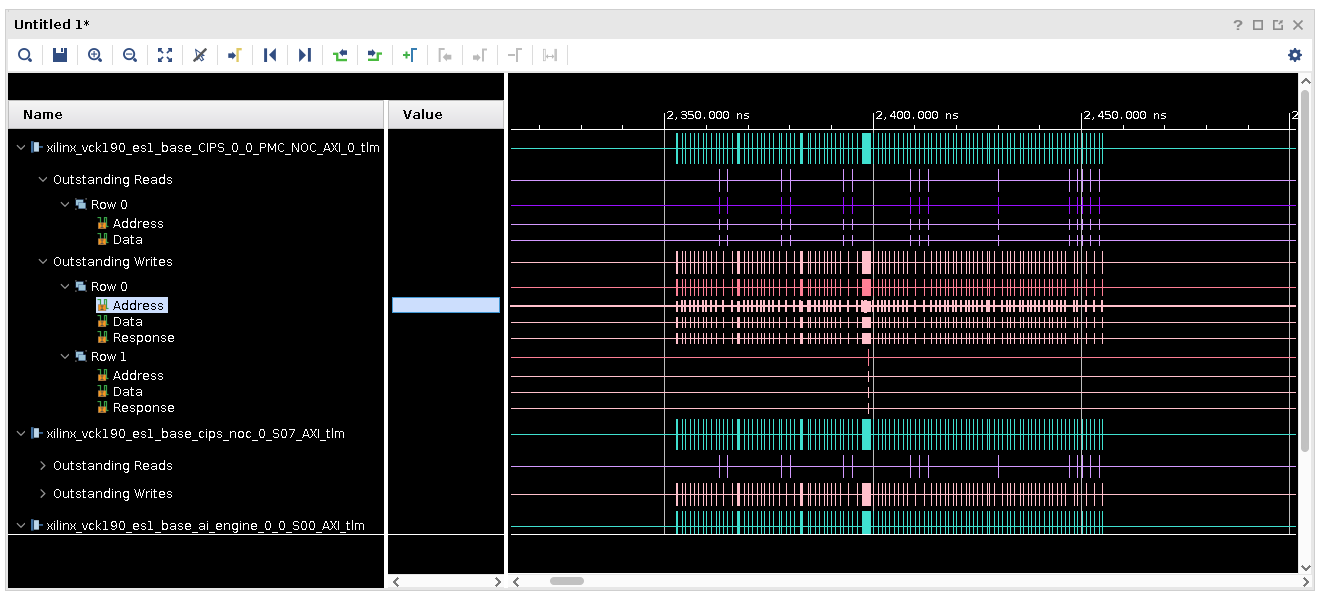 Untitled 1*
?
Name
Value
2,350.000 ns
2,400.000 ns
2,450.000 ns
2
xilinx_vck190_es1_base_CIPS_0_0_PMC_NOC_AXI_0_tlm
Outstanding Reads
Row 0
Address
Data
Outstanding Writes
Row 0
Address
Data
Response
Row 1
Address
Data
Response
xilinx_vck190_es1_base_cips_noc_0_S07_AXI_tlm
Outstanding Reads
Outstanding Writes
xilinx_vck190_es1_base_ai_engine_0_0_S00_AXI_tlm